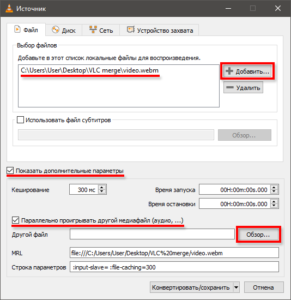 Источник
Файл Диск Сеть Устройство захвата
Выбор файлов
Добавьте в этот список локальные файлы для воспроизведения.
C:\Users\User\Desktop\VLC merge\video.webm
Добавить...
Удалить
Использовать файл субтитров
Обзор...
Показать дополнительные параметры
Кеширование 300 мс Время запуска 00H:00m:00s.000
Время остановки 00H:00m:00s.000
Параллельно проигрывать другой медиафайл (аудио, ...)
Другой файл Обзор...
MRL file:///C:/Users/User/Desktop/VLC%20merge/video.webm
Строка параметров :input-slave= :file-caching=300
Конвертировать/сохранить Отмена